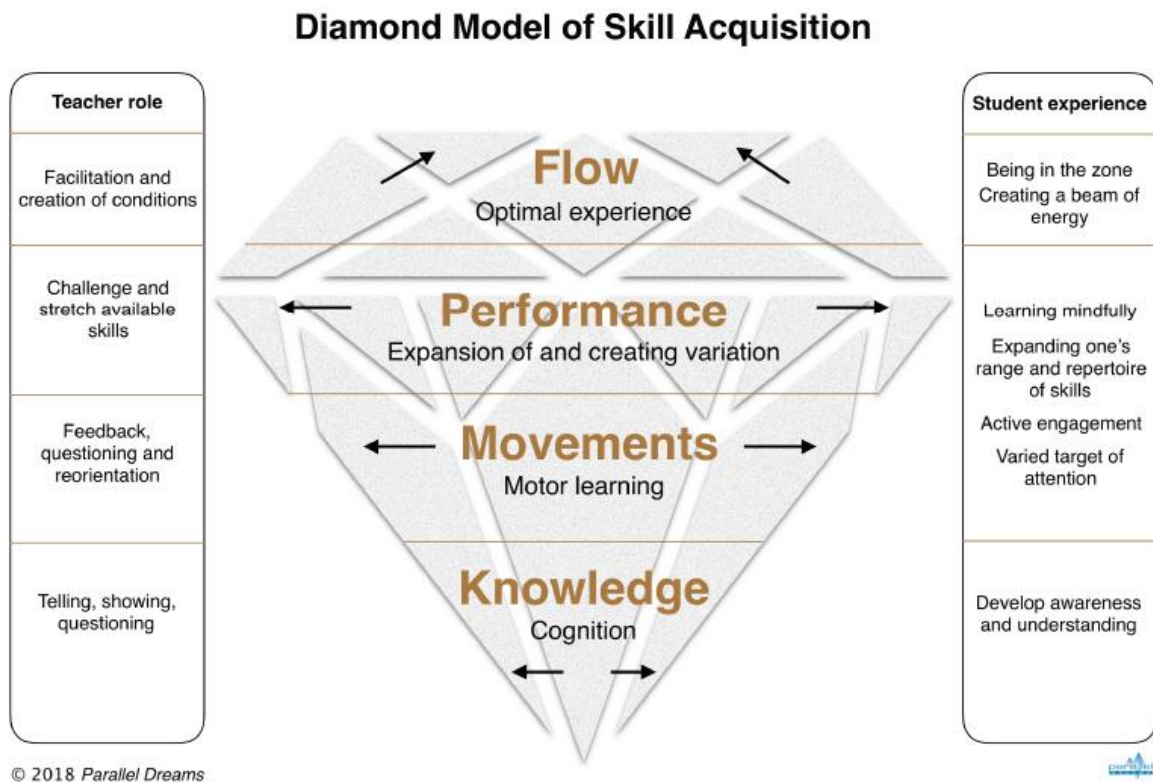 Diamond Model of Skill Acquisition
Teacher role
Facilitation and
creation of conditions
Challenge and
stretch available
skills
Feedback,
questioning and
reorientation
Telling, showing,
questioning
Flow
Optimal experience
Performance
Expansion of and creating variation
Movements
Motor learning
Knowledge
Cognition
Student experience
Being in the zone
Creating a beam of
energy
Learning mindfully
Expanding one's
range and repertoire
of skills
Active engagement
Varied target of
attention
Develop awareness
and understanding
© 2018 Parallel Dreams